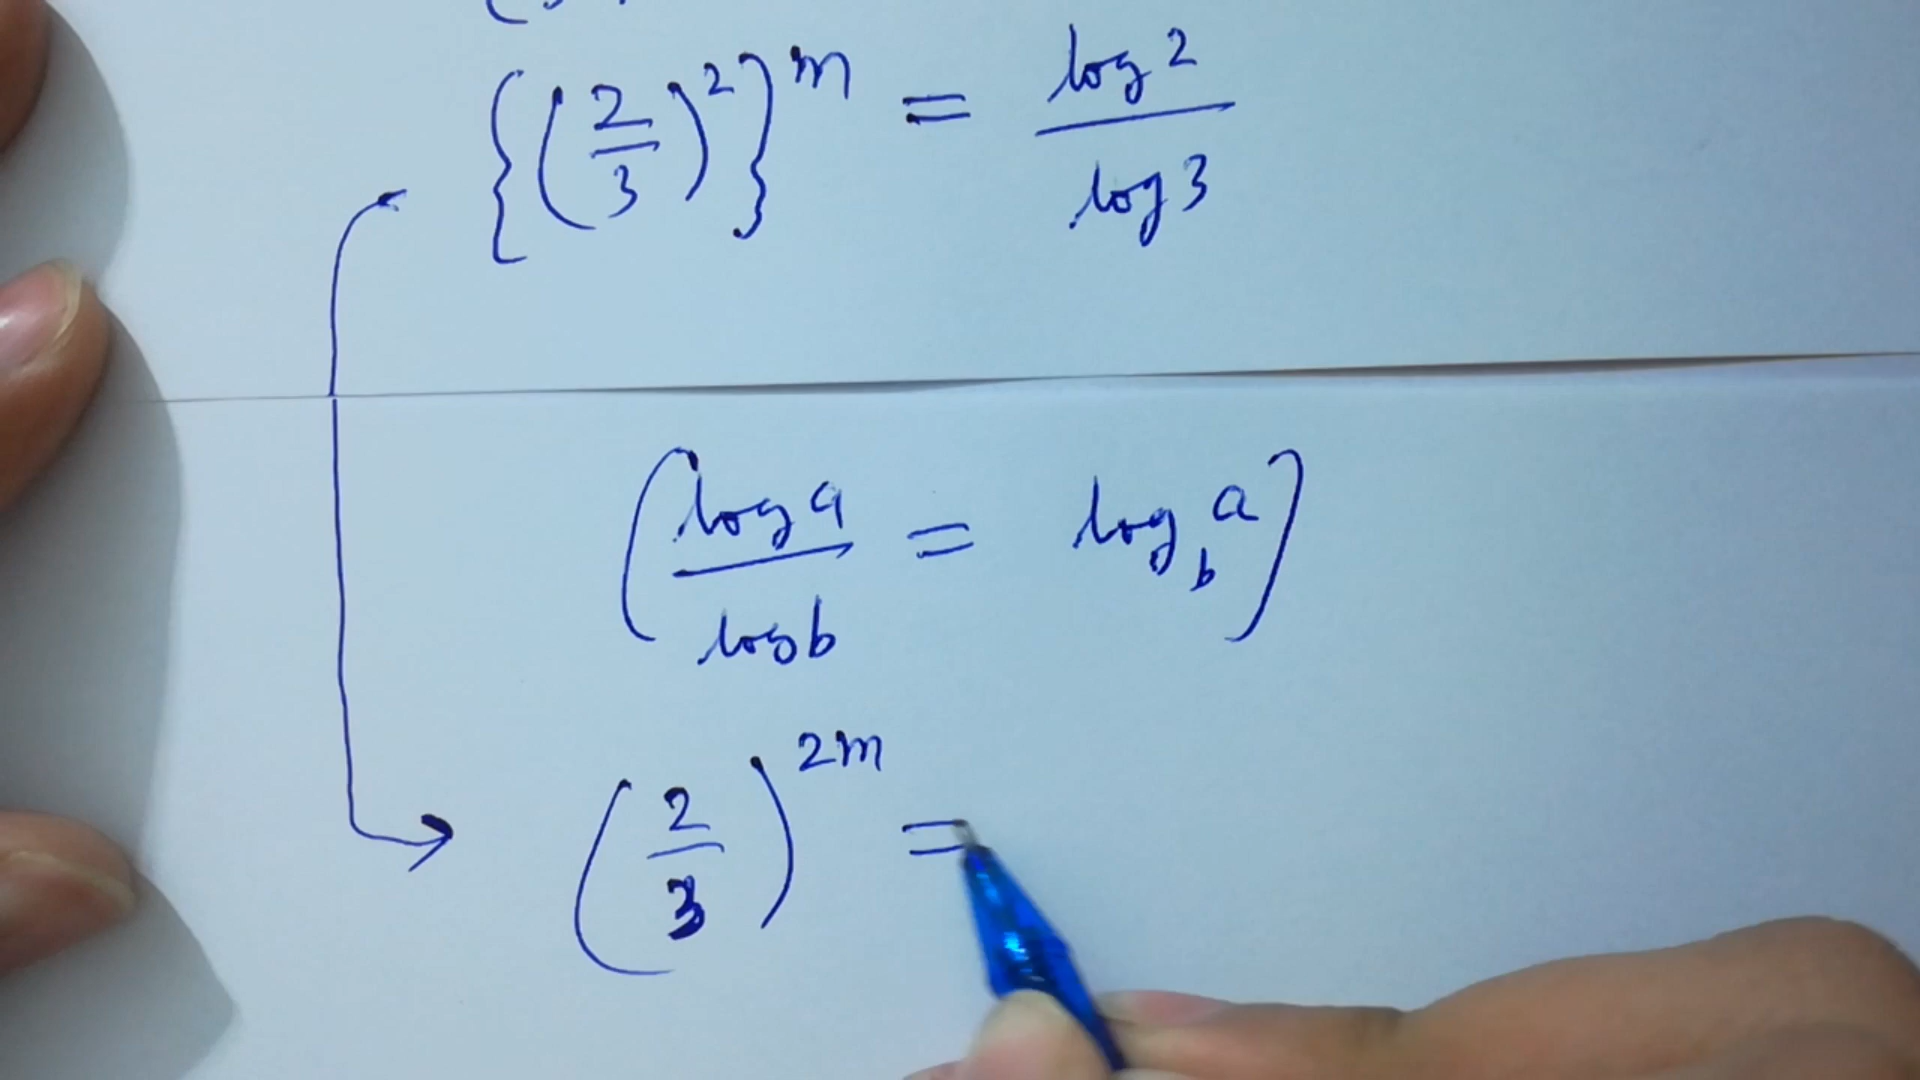 {(2/3)^2}^m = log 2 / log 3
(log a / log b = log_b a)
(2/3)^2m =